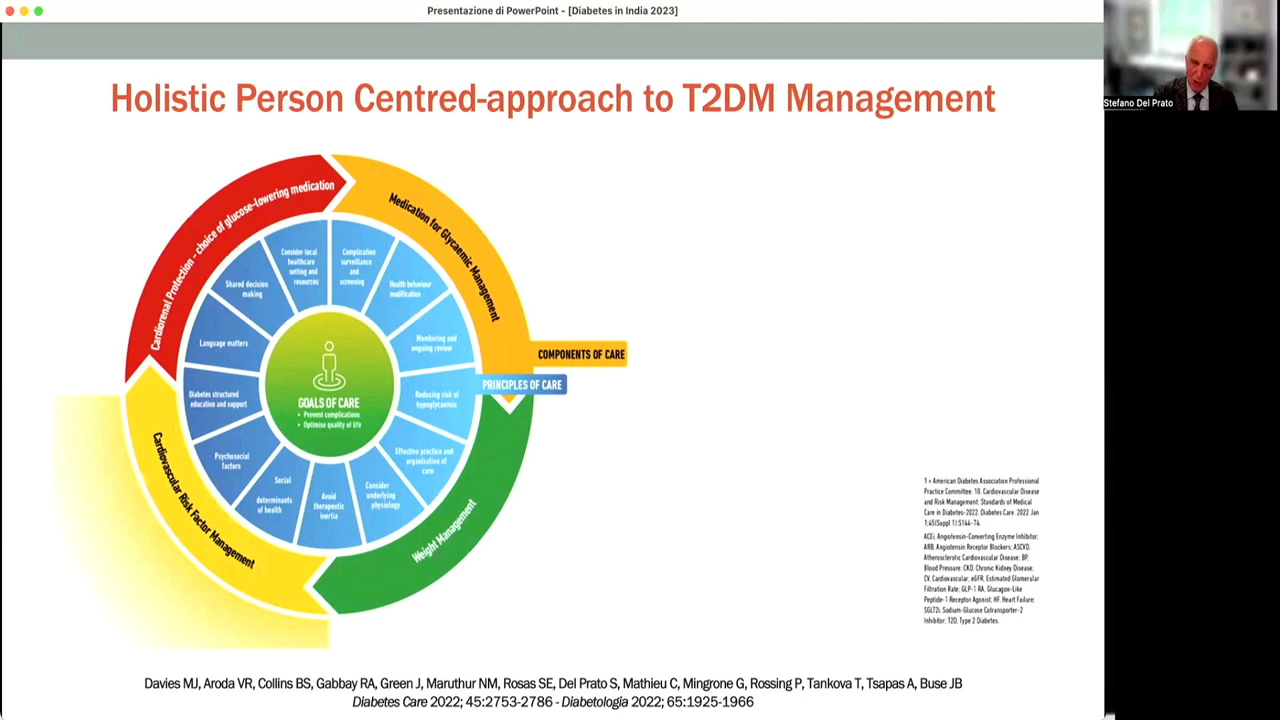 Presentazione di PowerPoint - [Diabetes in India 2023]
Stefano Del Prato
Holistic Person Centred-approach to T2DM Management
Cardiorenal Protection - choice of glucose-lowering medication
Medication for Glycaemic Management
Weight Management
Cardiovascular Risk Factor Management
Consider local
healthcare
setting and
resources
Complication
surveillance
and
screening
Health behaviour
modification
Monitoring and
ongoing review
Reducing risk of
hypoglycaemia
Effective practice and
organisation of
care
Consider
underlying
physiology
Avoid
therapeutic
inertia
Social
determinants
of health
Psychosocial
factors
Diabetes structured
education and support
Language matters
Shared decision
making
GOALS OF CARE
• Prevent complications
• Optimise quality of life
COMPONENTS OF CARE
PRINCIPLES OF CARE
1 = American Diabetes Association Professional
Practice Committee. 10. Cardiovascular Disease
and Risk Management: Standards of Medical
Care in Diabetes-2022. Diabetes Care. 2022 Jan
1;45(Suppl 1):S144-74.
ACEi, Angiotensin-Converting Enzyme Inhibitor;
ARB, Angiotensin Receptor Blockers; ASCVD,
Atherosclerotic Cardiovascular Disease; BP,
Blood Pressure; CKD, Chronic Kidney Disease;
CV, Cardiovascular; eGFR, Estimated Glomerular
Filtration Rate; GLP-1 RA, Glucagon-Like
Peptide-1 Receptor Agonist; HF, Heart Failure;
SGLT2i, Sodium-Glucose Cotransporter-2
Inhibitor; T2D, Type 2 Diabetes.
Davies MJ, Aroda VR, Collins BS, Gabbay RA, Green J, Maruthur NM, Rosas SE, Del Prato S, Mathieu C, Mingrone G, Rossing P, Tankova T, Tsapas A, Buse JB
Diabetes Care 2022; 45:2753-2786 - Diabetologia 2022; 65:1925-1966